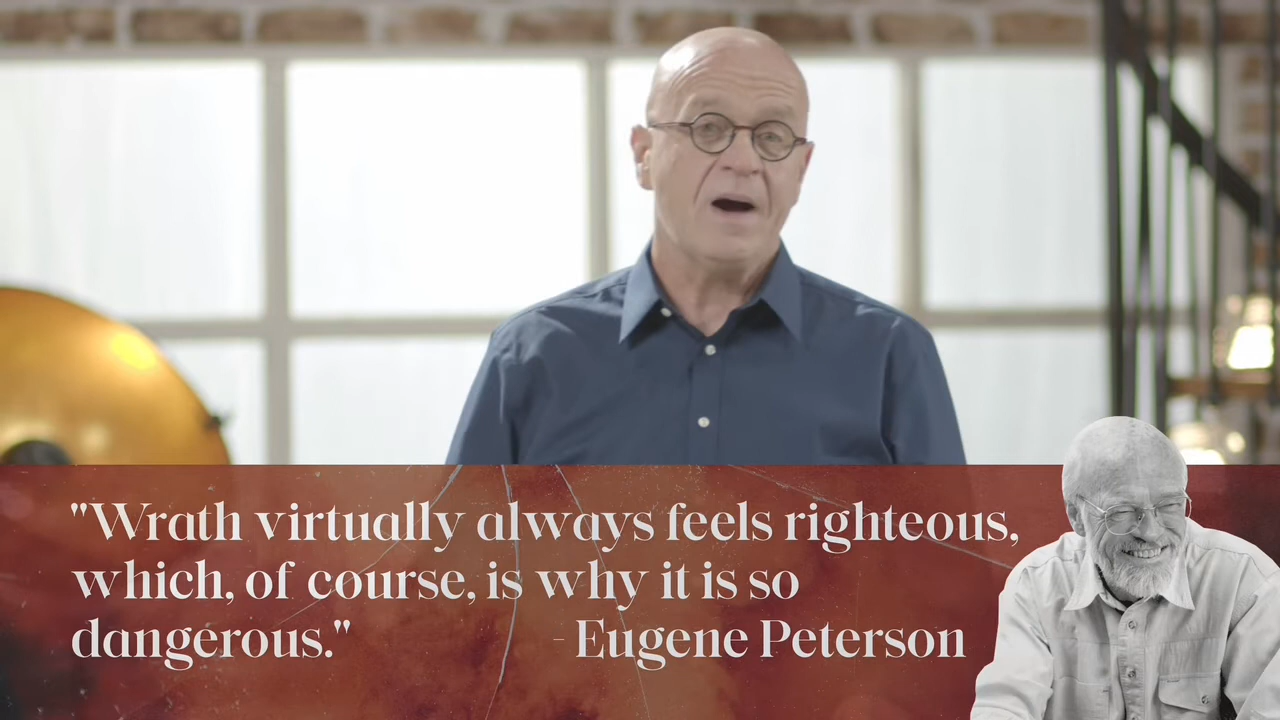 "Wrath virtually always feels righteous,
which, of course, is why it is so
dangerous."
- Eugene Peterson